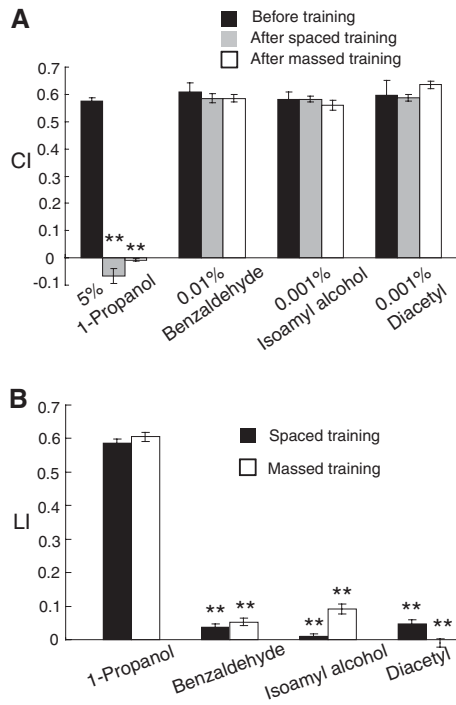 A
Before training
After spaced training
After massed training
0.7
0.6
0.5
CI 0.4
0.3
0.2
0.1
0
-0.1
** **
5%
1-Propanol
0.01%
Benzaldehyde
0.001%
Isoamyl alcohol
0.001%
Diacetyl
B
0.7
0.6
0.5
LI
0.4
0.3
0.2
0.1
0
Spaced training
Massed training
** ** ** ** ** **
1-Propanol
Benzaldehyde
Isoamyl alcohol
Diacetyl